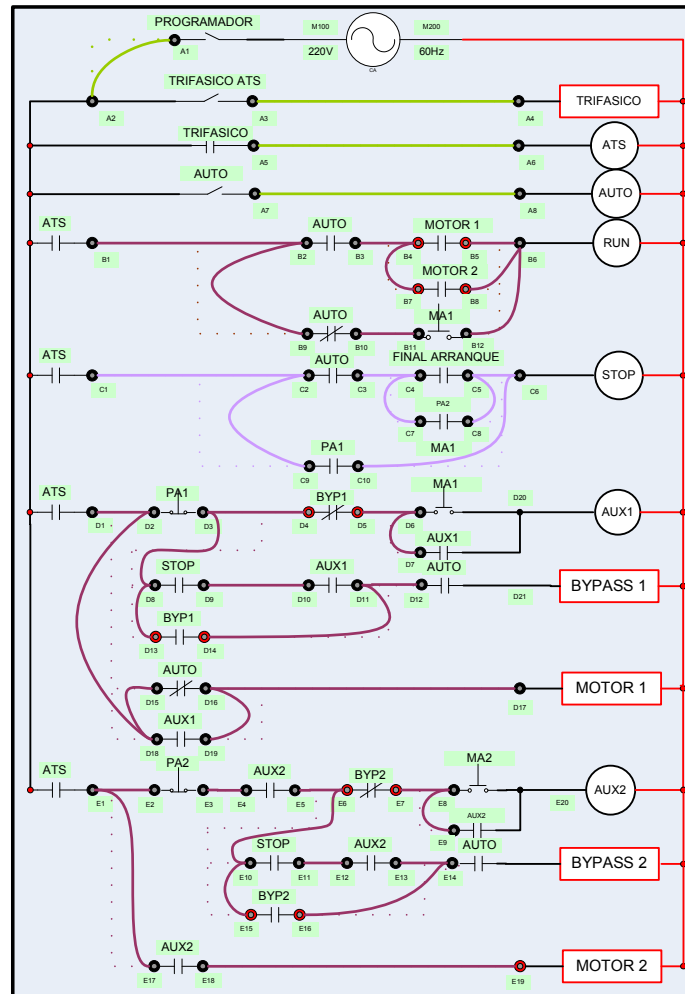 PROGRAMADOR
M100
M200
A1
220V
60Hz
CA
TRIFASICO ATS
TRIFASICO
A2
A3
A4
TRIFASICO
ATS
A5
A6
AUTO
AUTO
A7
A8
ATS
AUTO
MOTOR 1
RUN
B1
B2
B3
B4
B5
B6
MOTOR 2
B7
B8
AUTO
MA1
B9
B10
B11
B12
ATS
AUTO
FINAL ARRANQUE
STOP
C1
C2
C3
C4
C5
C6
PA2
C7
C8
PA1
MA1
C9
C10
ATS
PA1
BYP1
MA1
D20
AUX1
D1
D2
D3
D4
D5
D6
AUX1
D7
STOP
AUX1
AUTO
BYPASS 1
D8
D9
D10
D11
D12
D21
BYP1
D13
D14
AUTO
MOTOR 1
D15
D16
D17
AUX1
D18
D19
ATS
PA2
AUX2
BYP2
MA2
AUX2
E1
E2
E3
E4
E5
E6
E7
E8
E20
AUX2
E9
STOP
AUX2
AUTO
BYPASS 2
E10
E11
E12
E13
E14
BYP2
E15
E16
AUX2
MOTOR 2
E17
E18
E19